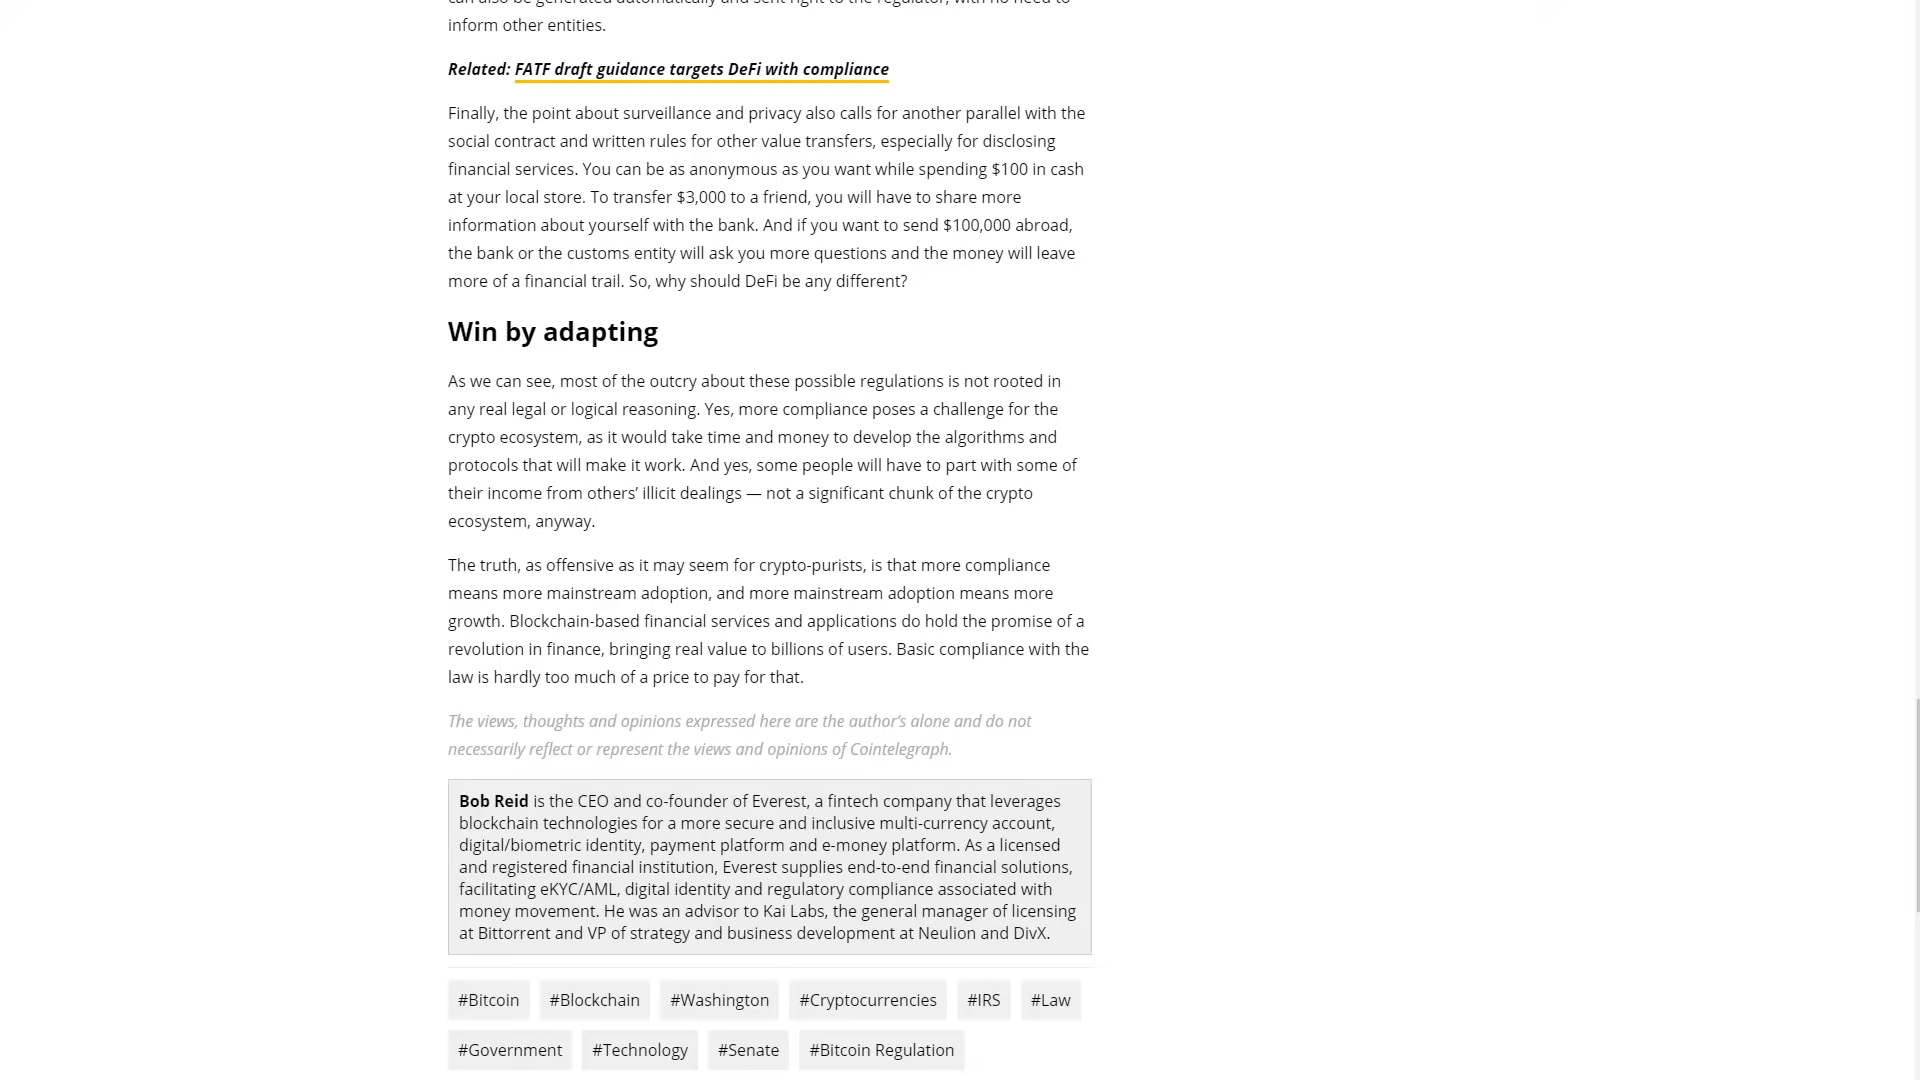 inform other entities.
Related: FATF draft guidance targets DeFi with compliance
Finally, the point about surveillance and privacy also calls for another parallel with the
social contract and written rules for other value transfers, especially for disclosing
financial services. You can be as anonymous as you want while spending $100 in cash
at your local store. To transfer $3,000 to a friend, you will have to share more
information about yourself with the bank. And if you want to send $100,000 abroad,
the bank or the customs entity will ask you more questions and the money will leave
more of a financial trail. So, why should DeFi be any different?
Win by adapting
As we can see, most of the outcry about these possible regulations is not rooted in
any real legal or logical reasoning. Yes, more compliance poses a challenge for the
crypto ecosystem, as it would take time and money to develop the algorithms and
protocols that will make it work. And yes, some people will have to part with some of
their income from others’ illicit dealings — not a significant chunk of the crypto
ecosystem, anyway.
The truth, as offensive as it may seem for crypto-purists, is that more compliance
means more mainstream adoption, and more mainstream adoption means more
growth. Blockchain-based financial services and applications do hold the promise of a
revolution in finance, bringing real value to billions of users. Basic compliance with the
law is hardly too much of a price to pay for that.
The views, thoughts and opinions expressed here are the author’s alone and do not
necessarily reflect or represent the views and opinions of Cointelegraph.
Bob Reid is the CEO and co-founder of Everest, a fintech company that leverages
blockchain technologies for a more secure and inclusive multi-currency account,
digital/biometric identity, payment platform and e-money platform. As a licensed
and registered financial institution, Everest supplies end-to-end financial solutions,
facilitating eKYC/AML, digital identity and regulatory compliance associated with
money movement. He was an advisor to Kai Labs, the general manager of licensing
at Bittorrent and VP of strategy and business development at Neulion and DivX.
#Bitcoin #Blockchain #Washington #Cryptocurrencies #IRS #Law
#Government #Technology #Senate #Bitcoin Regulation